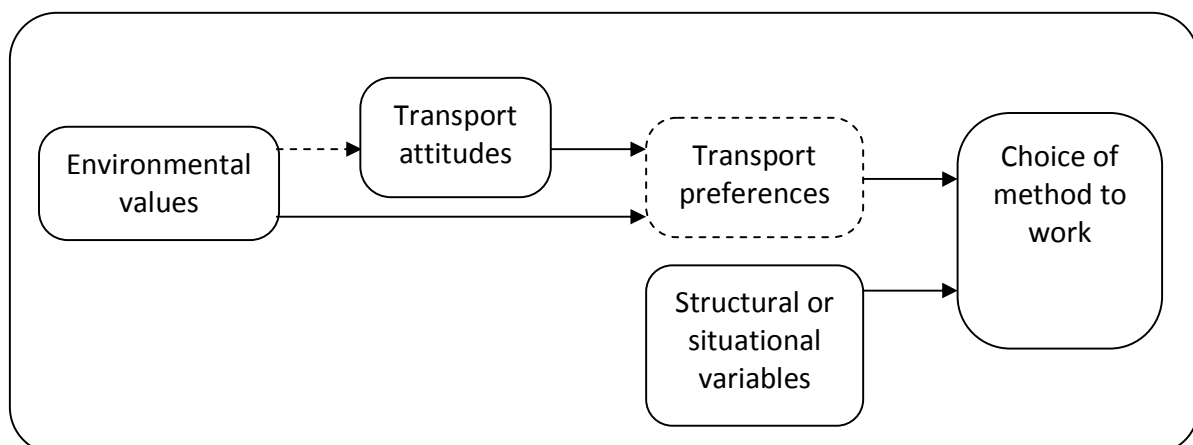 Environmental
values
Transport
attitudes
Transport
preferences
Structural or
situational
variables
Choice of
method to
work